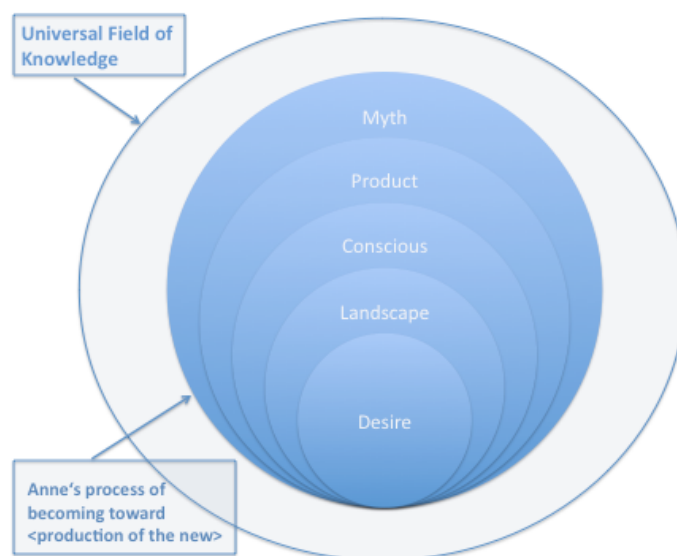 Universal Field of
Knowledge
Myth
Product
Conscious
Landscape
Desire
Anne's process of
becoming toward
<production of the new>